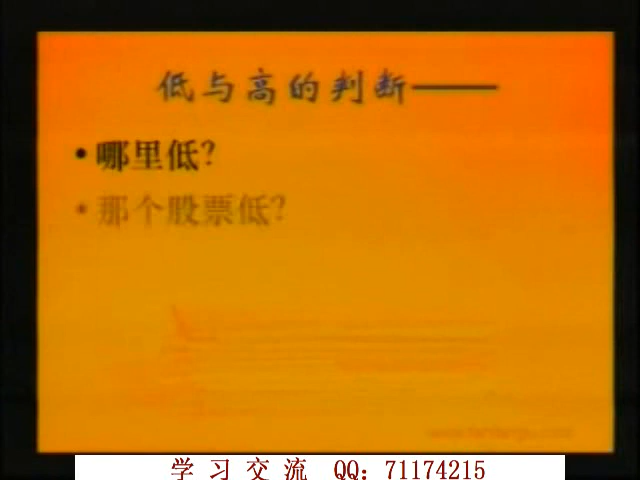 低与高的判断——
• 哪里低？
• 那个股票低？
学 习 交 流 QQ: 71174215